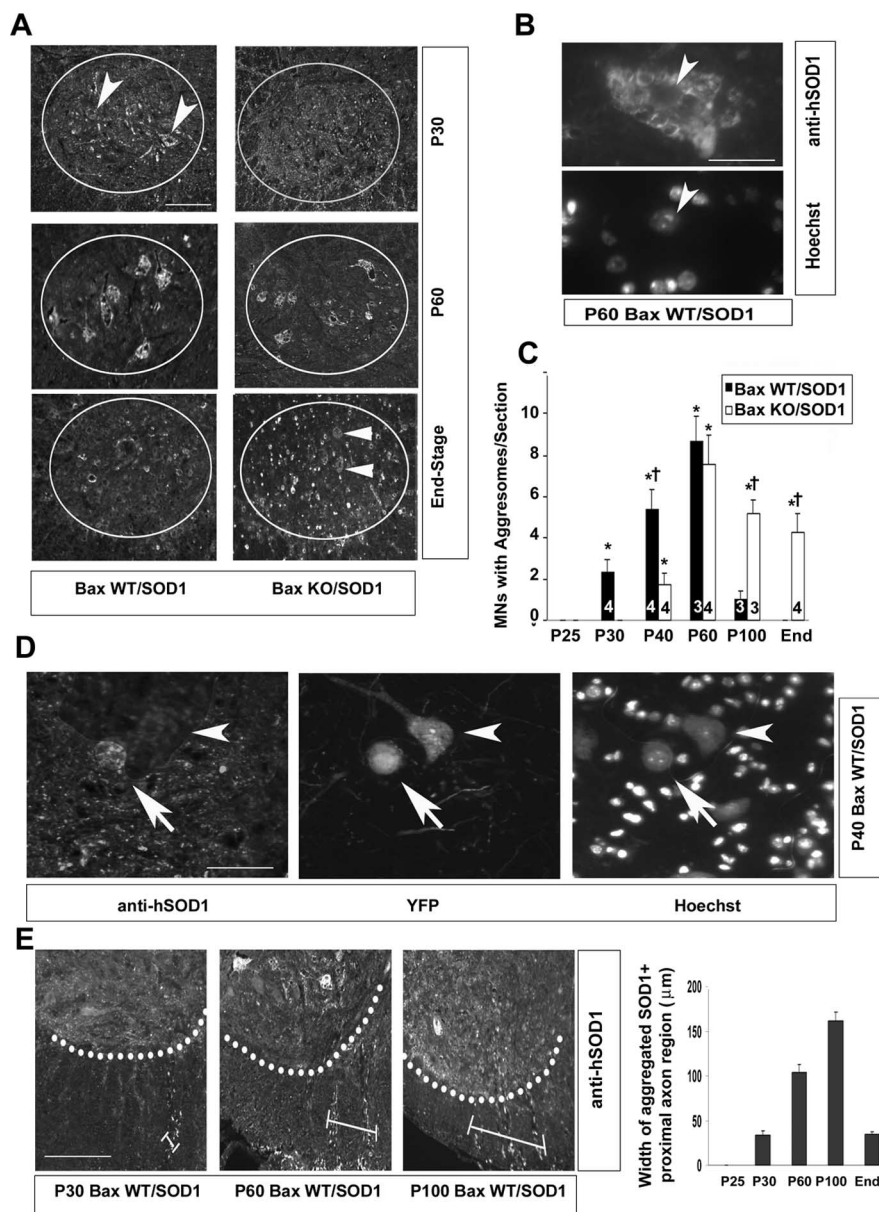 A
P30
P60
End-Stage
Bax WT/SOD1
Bax KO/SOD1
B
anti-hSOD1
Hoechst
P60 Bax WT/SOD1
C
MNs with Aggresomes/Section
10
8
6
4
2
0
Bax WT/SOD1
Bax KO/SOD1
*
*†
*
*
*
*†
*†
4
4
4
3
4
3
3
4
P25 P30 P40 P60 P100 End
D
P40 Bax WT/SOD1
anti-hSOD1
YFP
Hoechst
E
anti-hSOD1
P30 Bax WT/SOD1
P60 Bax WT/SOD1
P100 Bax WT/SOD1
Width of aggregated SOD1+
proximal axon region (μm)
200
150
100
50
0
P25 P30 P60 P100 End